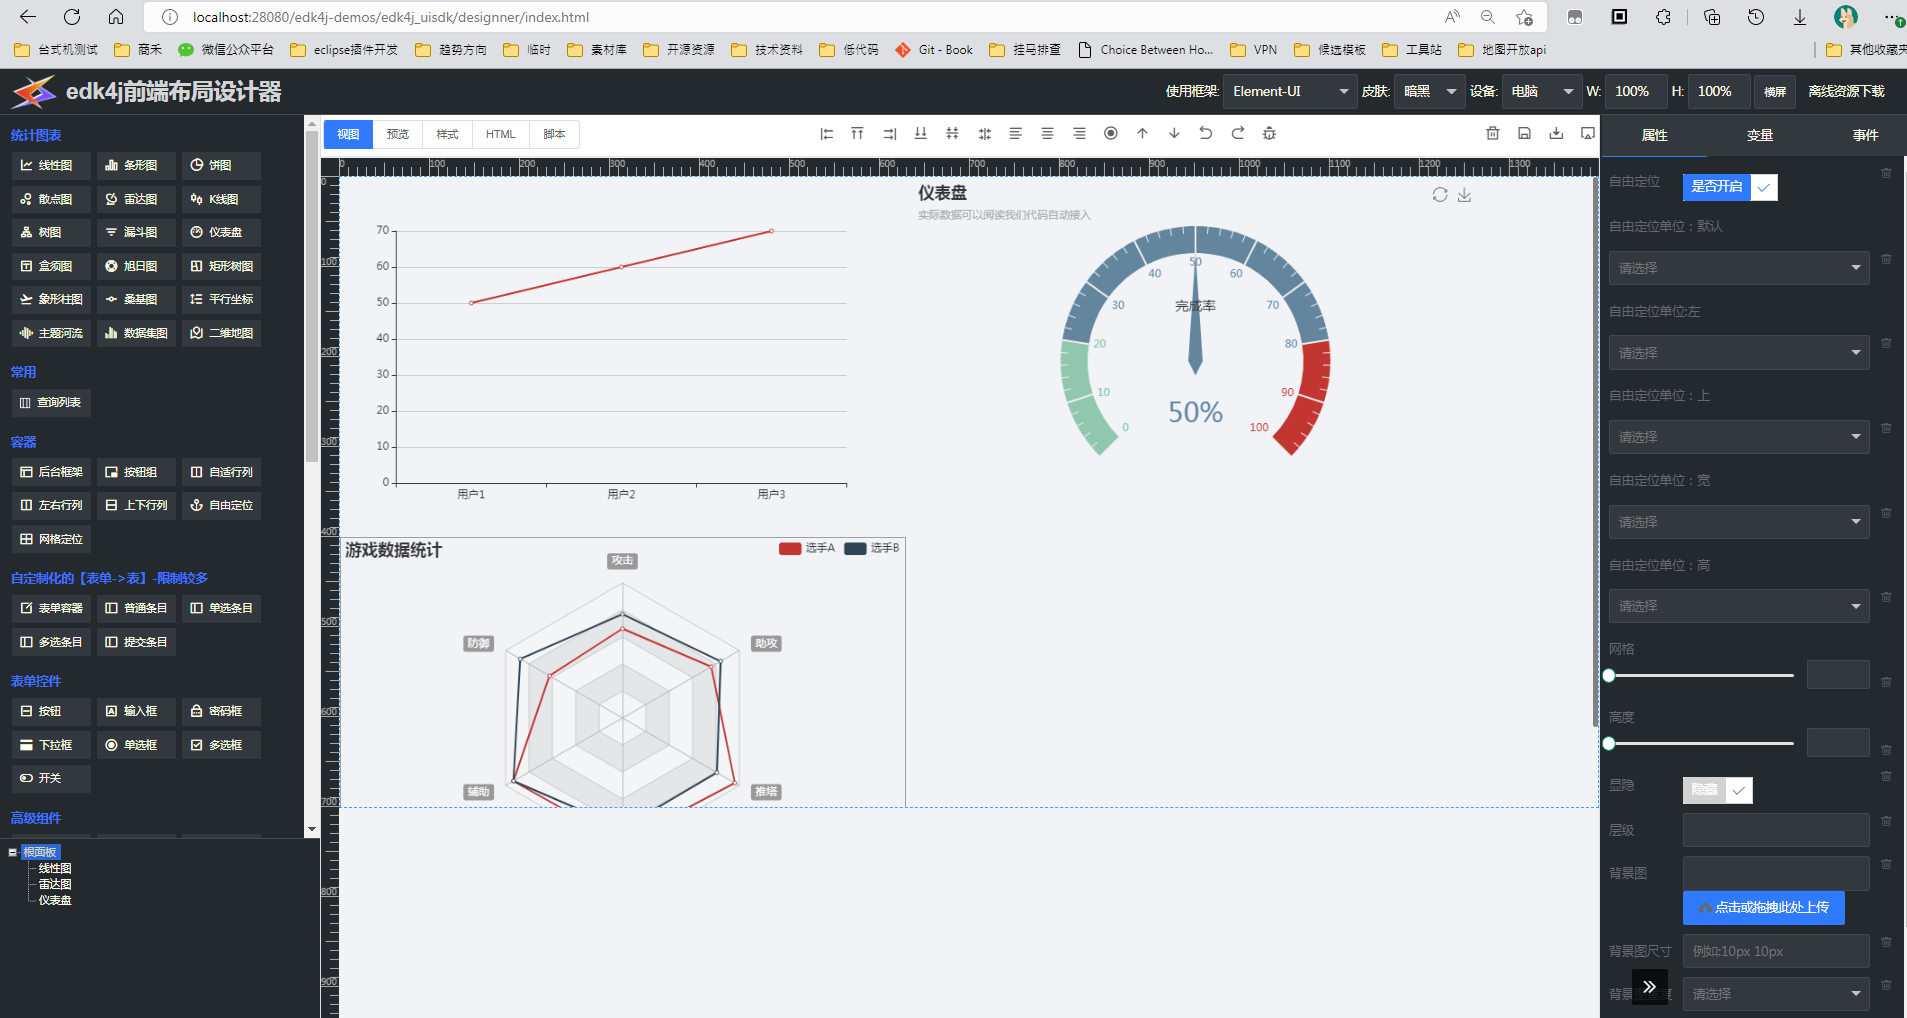 localhost:28080/edk4j-demos/edk4j_uisdk/designner/index.html
台式机测试 商禾 微信公众平台 eclipse插件开发 趋势方向 临时 素材库 开源资源 技术资料 低代码 Git - Book 挂马排查 Choice Between Ho... VPN 候选模板 工具站 地图开放api 其他收藏夹
edk4j前端布局设计器
使用框架: Element-UI 皮肤: 暗黑 设备: 电脑 W: 100% H: 100% 横屏 离线资源下载
视图 预览 样式 HTML 脚本
属性 变量 事件
统计图表
线性图 条形图 饼图
散点图 雷达图 K线图
树图 漏斗图 仪表盘
盒须图 旭日图 矩形树图
象形柱图 桑基图 平行坐标
主题河流 数据集图 二维地图
常用
查询列表
容器
后台框架 按钮组 自适行列
左右行列 上下行列 自由定位
网格定位
自定制化的【表单->表】-限制较多
表单容器 普通条目 单选条目
多选条目 提交条目
表单控件
按钮 输入框 密码框
下拉框 单选框 多选框
开关
高级组件
根面板
线性图
雷达图
仪表盘
0 100 200 300 400 500 600 700 800 900 1000 1100 1200 1300
0
100
200
300
400
500
600
700
800
900
70
60
50
40
30
20
10
0
用户1 用户2 用户3
仪表盘
实际数据可以阅读我们代码自动接入
0 10 20 30 40 50 60 70 80 90 100
完成率
50%
游戏数据统计
选手A 选手B
攻击
防御 助攻
辅助 推塔
自由定位 是否开启
自由定位单位：默认
请选择
自由定位单位:左
请选择
自由定位单位：上
请选择
自由定位单位：宽
请选择
自由定位单位：高
请选择
网格
高度
显隐 隐藏
层级
背景图
点击或拖拽此处上传
背景图尺寸 例如:10px 10px
请选择